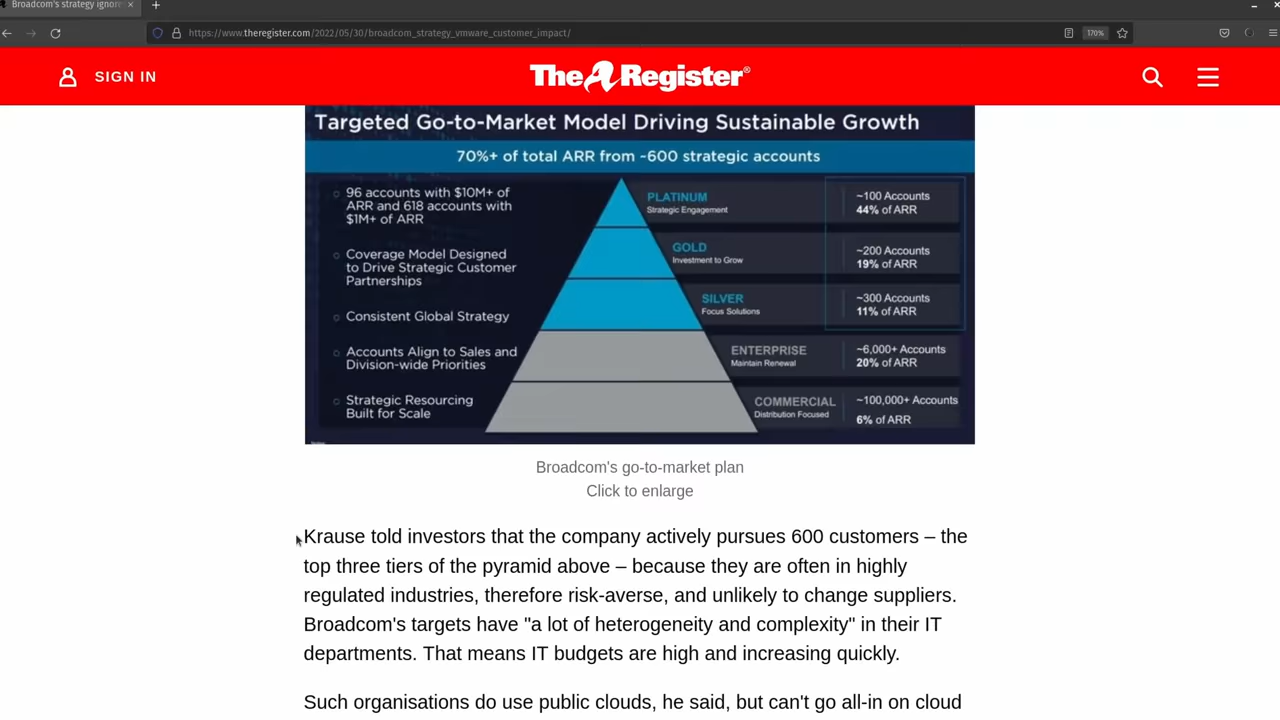 Broadcom's strategy ignore
https://www.theregister.com/2022/05/30/broadcom_strategy_vmware_customer_impact/
170%
SIGN IN
The Register®
Targeted Go-to-Market Model Driving Sustainable Growth
70%+ of total ARR from ~600 strategic accounts
96 accounts with $10M+ of
ARR and 618 accounts with
$1M+ of ARR
Coverage Model Designed
to Drive Strategic Customer
Partnerships
Consistent Global Strategy
Accounts Align to Sales and
Division-wide Priorities
Strategic Resourcing
Built for Scale
PLATINUM
Strategic Engagement
~100 Accounts
44% of ARR
GOLD
Investment to Grow
~200 Accounts
19% of ARR
SILVER
Focus Solutions
~300 Accounts
11% of ARR
ENTERPRISE
Maintain Renewal
~6,000+ Accounts
20% of ARR
COMMERCIAL
Distribution Focused
~100,000+ Accounts
6% of ARR
Broadcom's go-to-market plan
Click to enlarge
Krause told investors that the company actively pursues 600 customers – the
top three tiers of the pyramid above – because they are often in highly
regulated industries, therefore risk-averse, and unlikely to change suppliers.
Broadcom's targets have "a lot of heterogeneity and complexity" in their IT
departments. That means IT budgets are high and increasing quickly.
Such organisations do use public clouds, he said, but can't go all-in on cloud